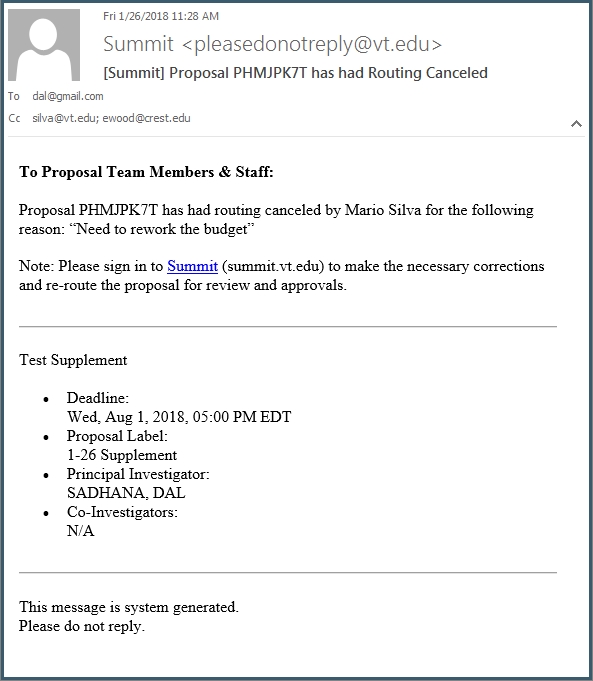 Fri 1/26/2018 11:28 AM
Summit <pleasedonotreply@vt.edu>
[Summit] Proposal PHMJPK7T has had Routing Canceled
To dal@gmail.com
Cc silva@vt.edu; ewood@crest.edu
To Proposal Team Members & Staff:
Proposal PHMJPK7T has had routing canceled by Mario Silva for the following
reason: “Need to rework the budget”
Note: Please sign in to Summit (summit.vt.edu) to make the necessary corrections
and re-route the proposal for review and approvals.
Test Supplement
• Deadline:
Wed, Aug 1, 2018, 05:00 PM EDT
• Proposal Label:
1-26 Supplement
• Principal Investigator:
SADHANA, DAL
• Co-Investigators:
N/A
This message is system generated.
Please do not reply.